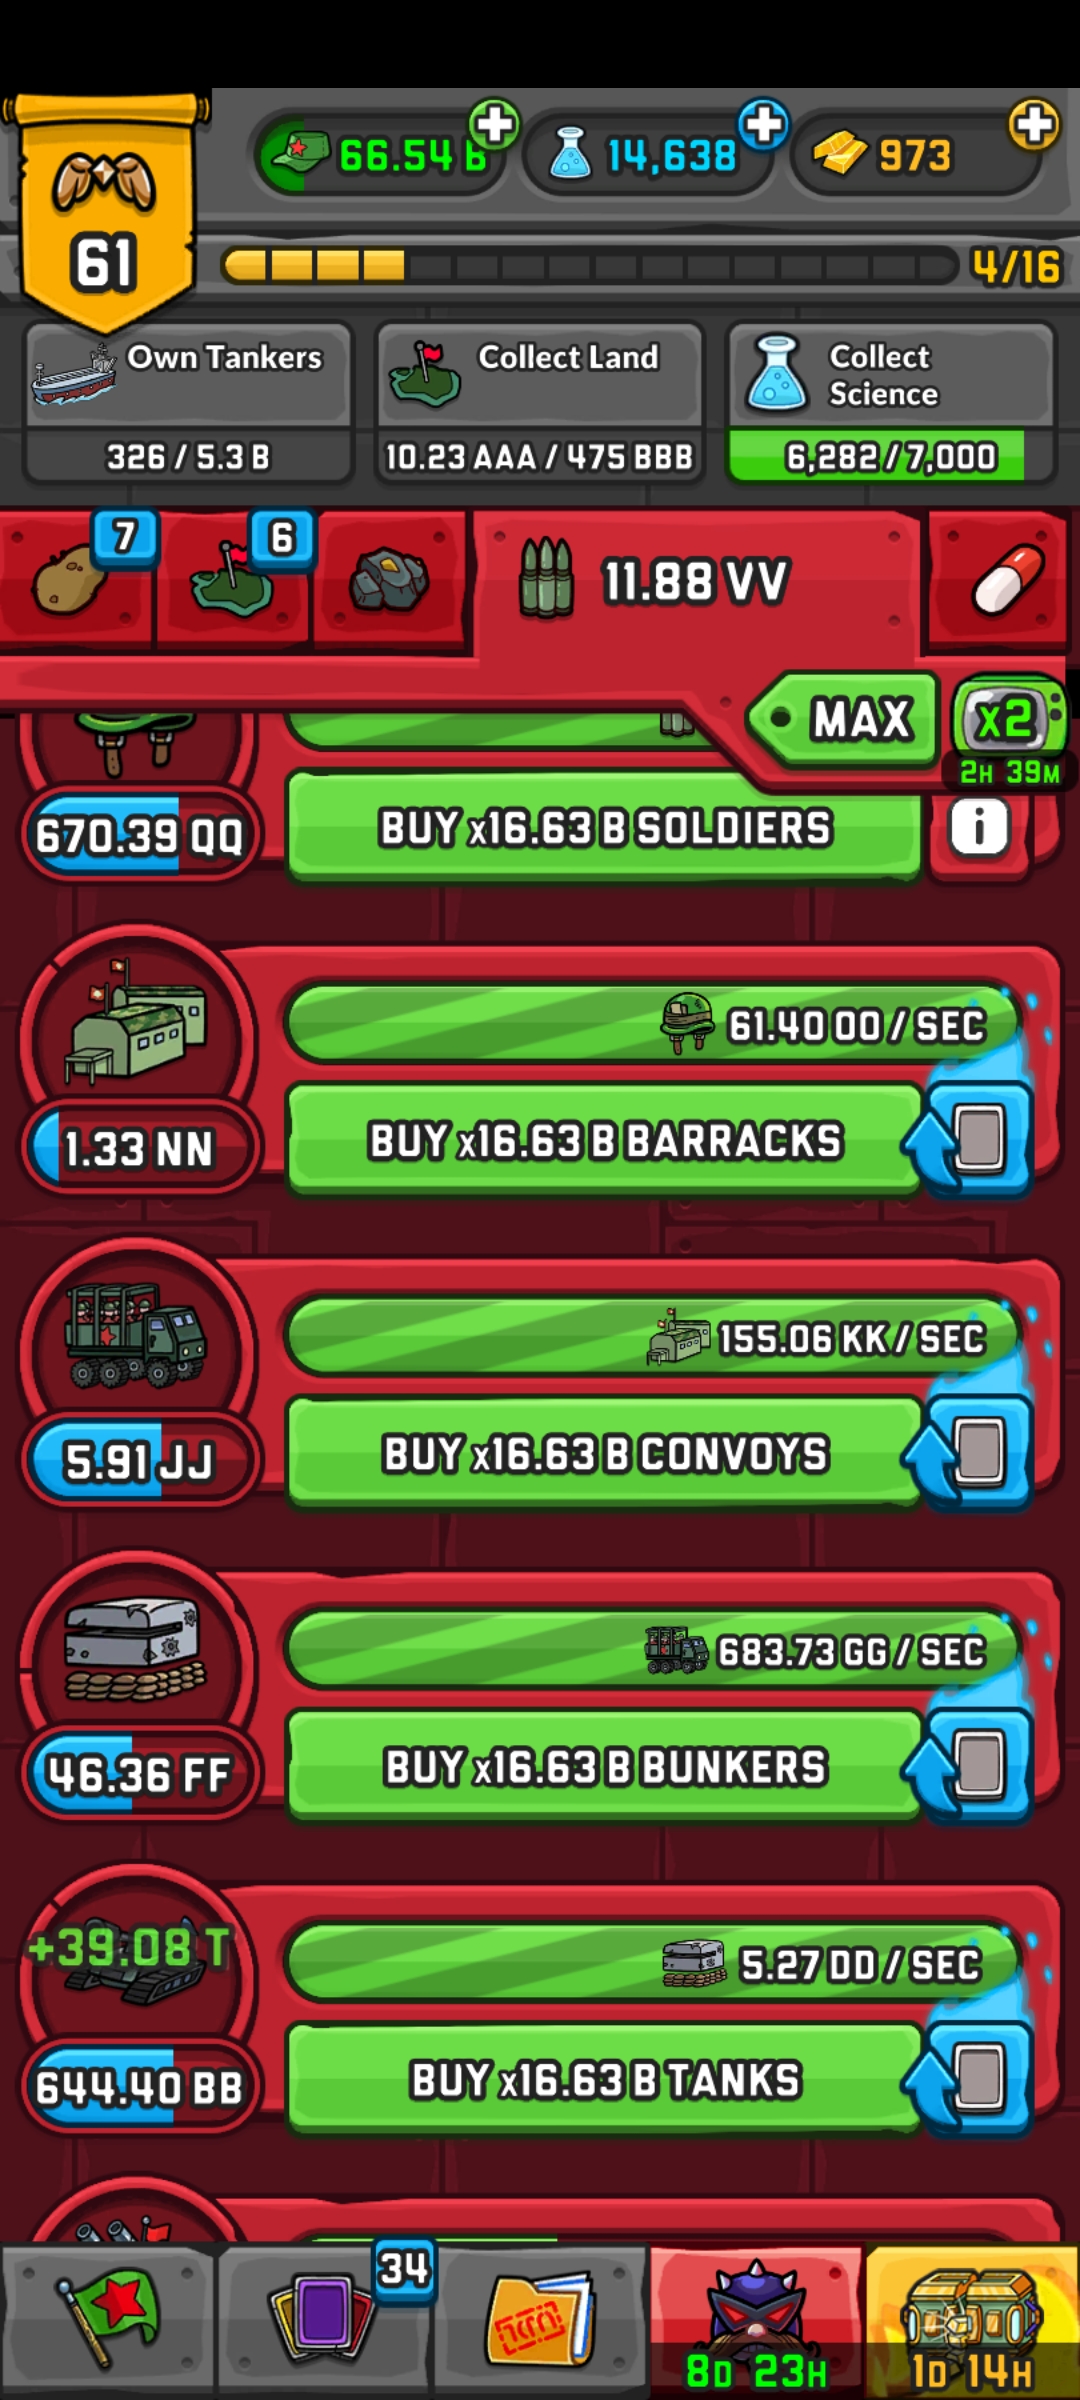 66.54 B
14,638
973
61
4/16
Own Tankers
326 / 5.3 B
Collect Land
10.23 AAA / 475 BBB
Collect
Science
6,282 / 7,000
7
6
11.88 VV
MAX
x2
2H 39M
670.39 QQ
BUY x16.63 B SOLDIERS
i
61.40 OO / SEC
1.33 NN
BUY x16.63 B BARRACKS
155.06 KK / SEC
5.91 JJ
BUY x16.63 B CONVOYS
683.73 GG / SEC
46.36 FF
BUY x16.63 B BUNKERS
+39.08 T
5.27 DD / SEC
644.40 BB
BUY x16.63 B TANKS
34
8D 23H
1D 14H